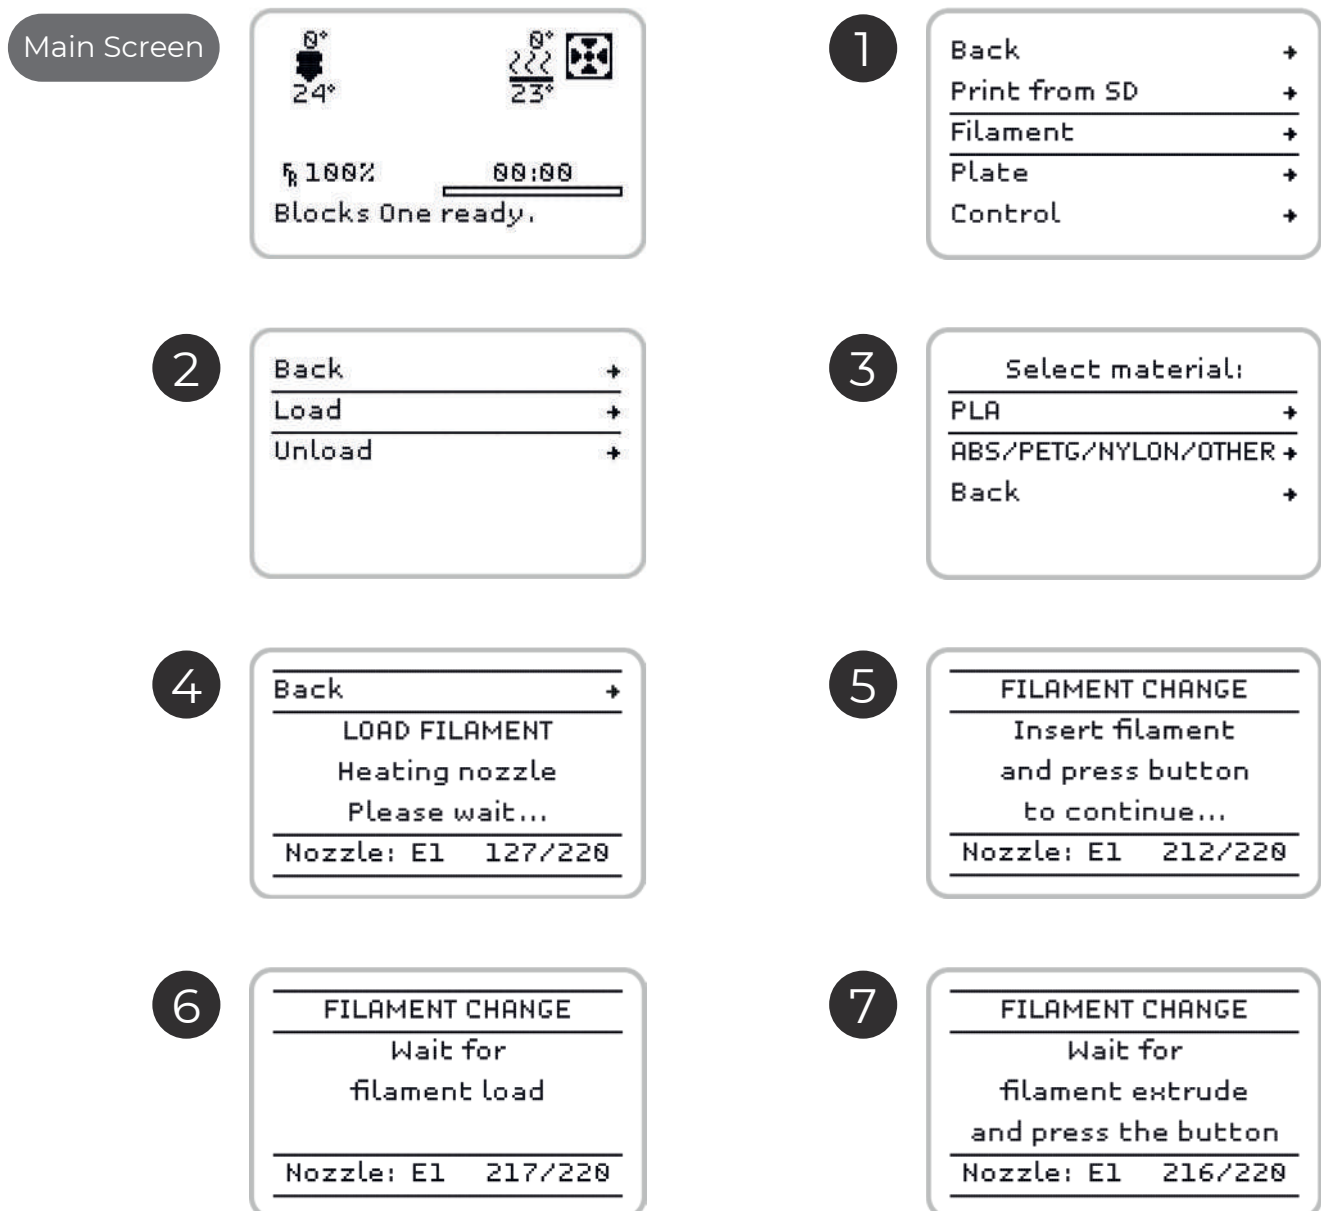 Main Screen
0° 0°
24° 23°
FR 100% 00:00
Blocks One ready.
1
Back →
Print from SD →
Filament →
Plate →
Control →
2
Back →
Load →
Unload →
3
Select material:
PLA →
ABS/PETG/NYLON/OTHER →
Back →
4
Back →
LOAD FILAMENT
Heating nozzle
Please wait...
Nozzle: E1 127/220
5
FILAMENT CHANGE
Insert filament
and press button
to continue...
Nozzle: E1 212/220
6
FILAMENT CHANGE
Wait for
filament load
Nozzle: E1 217/220
7
FILAMENT CHANGE
Wait for
filament extrude
and press the button
Nozzle: E1 216/220